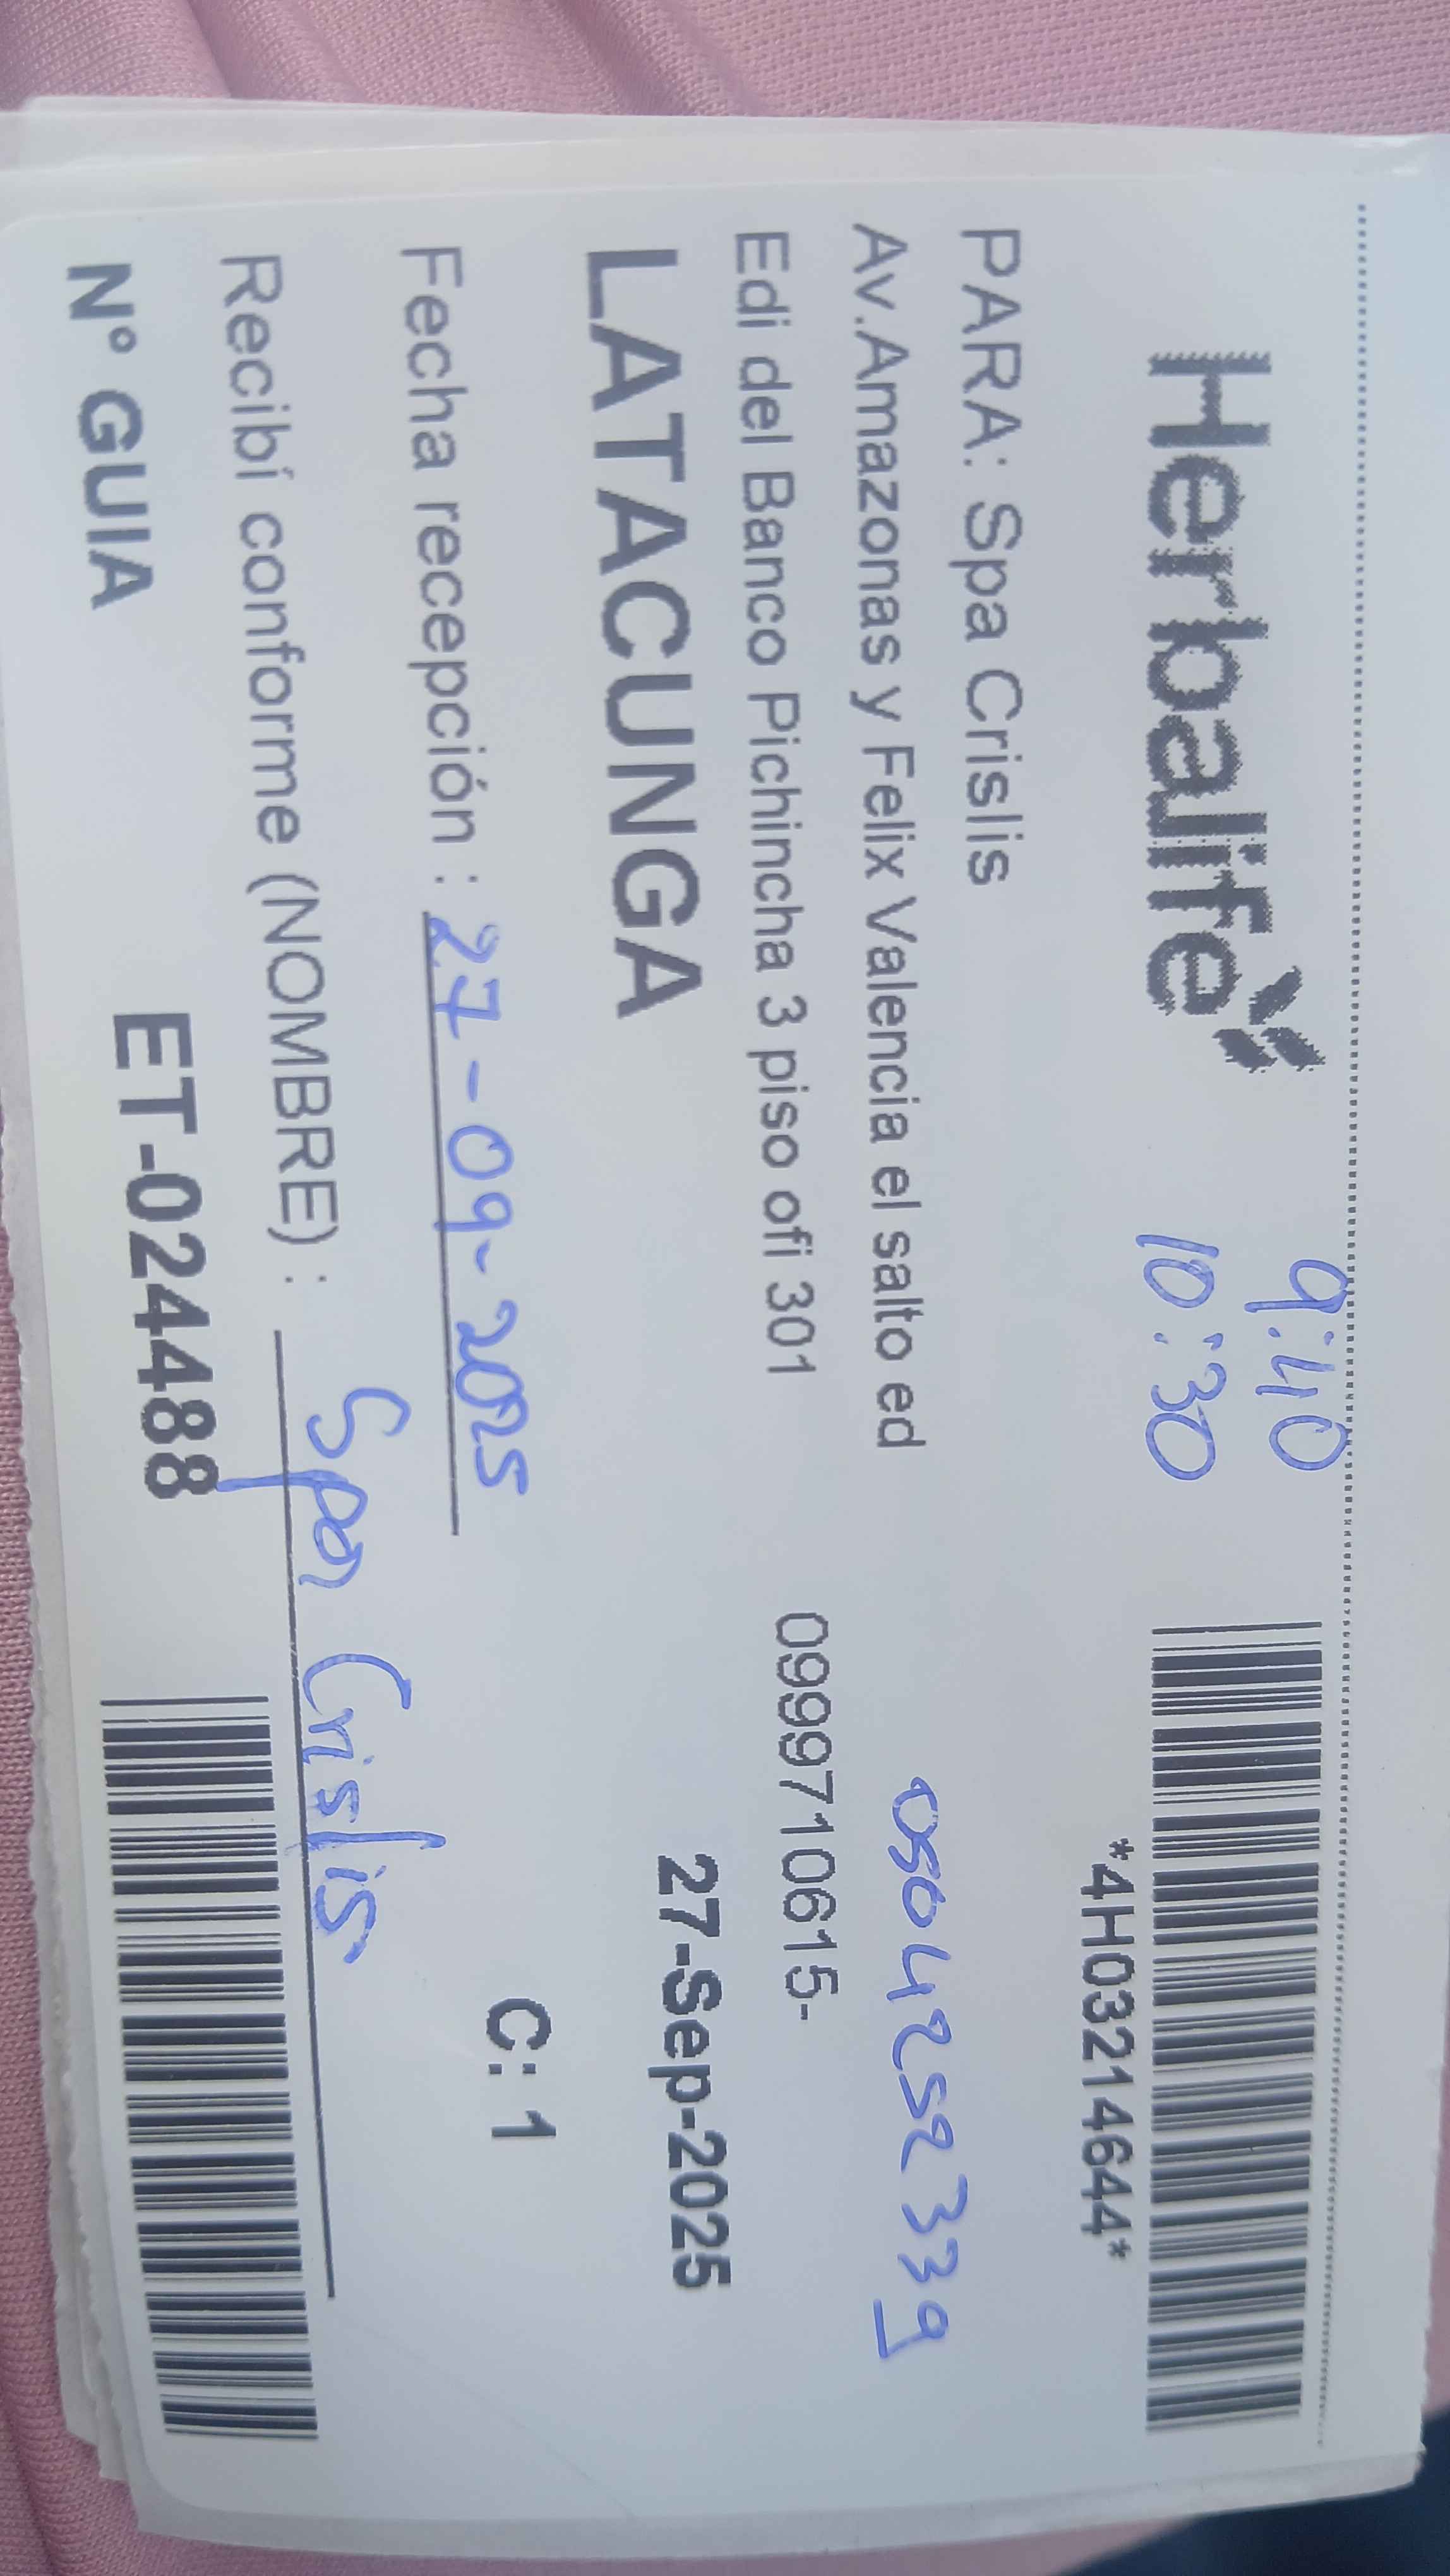 Herbalife
9:40
10:30
*4H03214644*
PARA: Spa Crislis
Av.Amazonas y Felix Valencia el salto ed
0504252339
Edi del Banco Pichincha 3 piso ofi 301
0999710615-
LATACUNGA
27-Sep-2025
Fecha recepción : 27-09-2025
C: 1
Recibí conforme (NOMBRE) : Spa Crislis
N° GUIA ET-024488